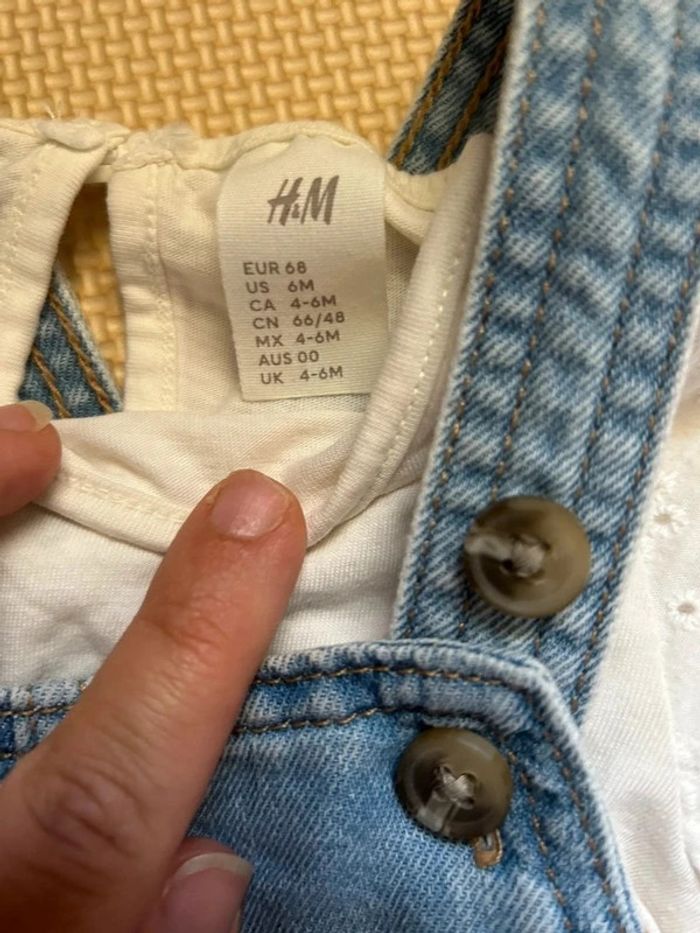 H&M
EUR 68
US 6M
CA 4-6M
CN 66/48
MX 4-6M
AUS 00
UK 4-6M